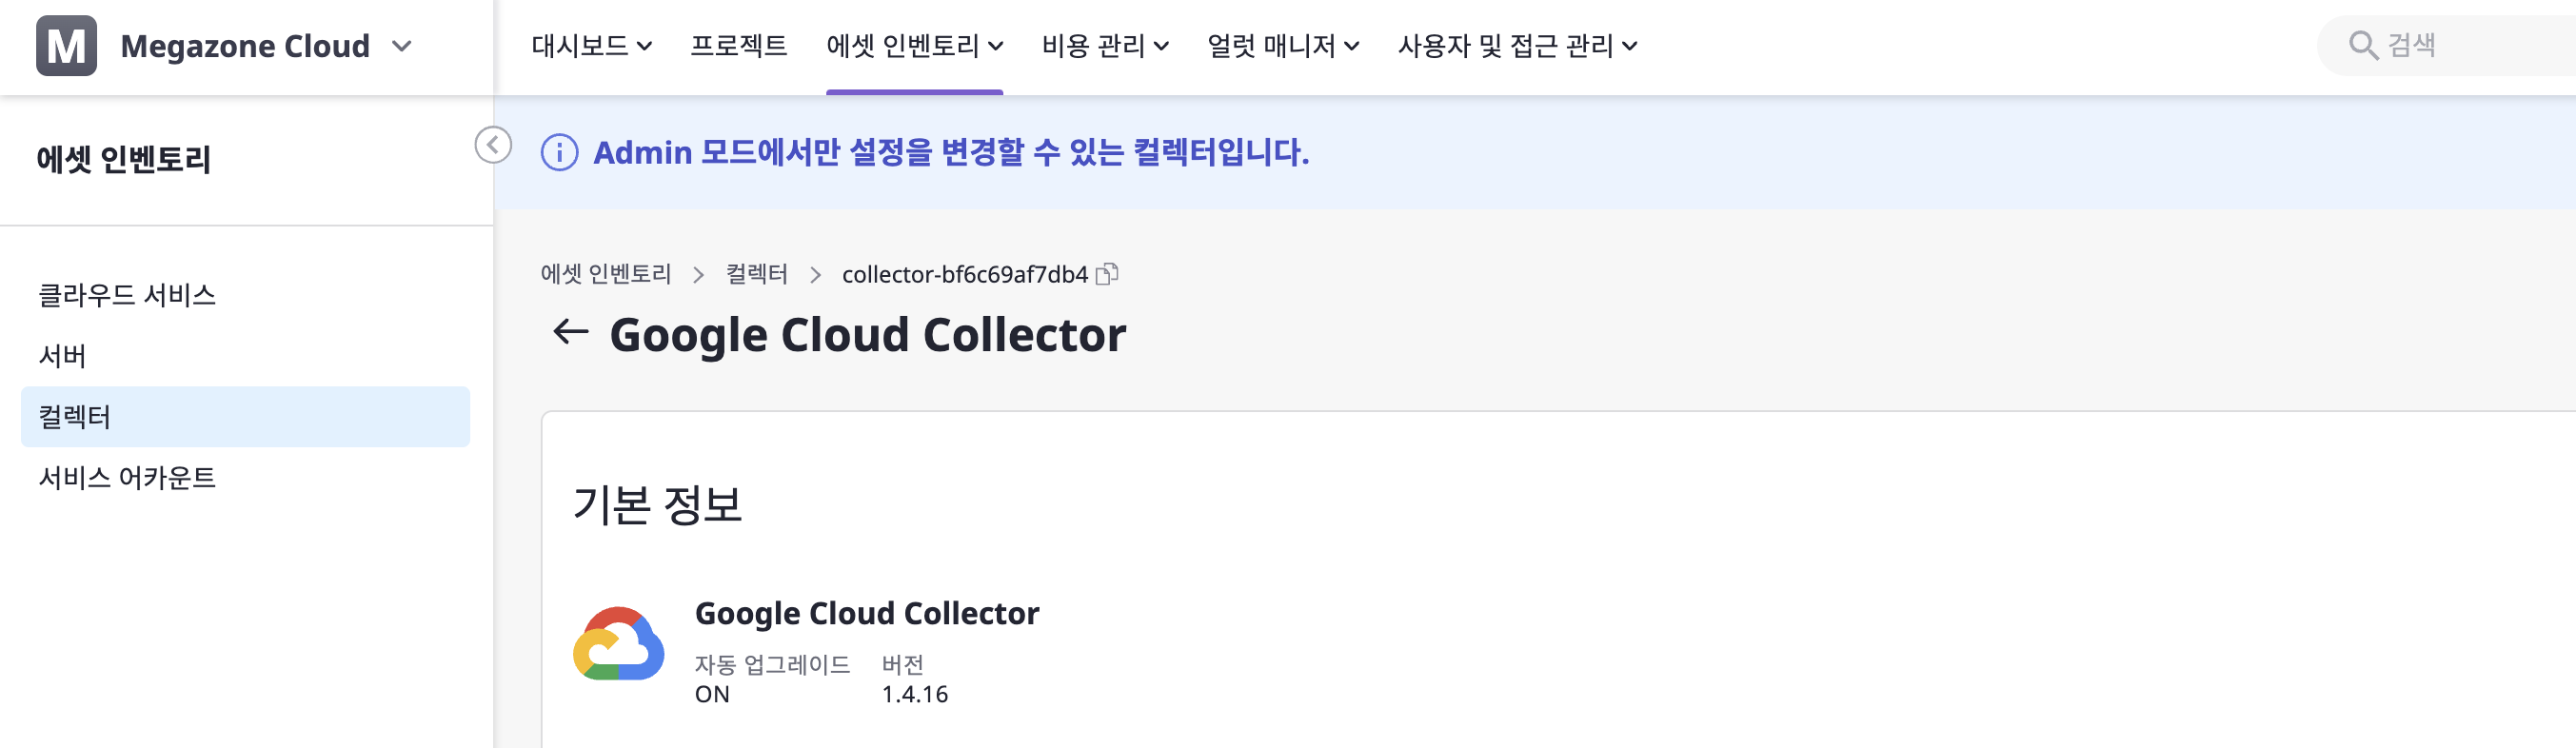 M Megazone Cloud
대시보드 프로젝트 에셋 인벤토리 비용 관리 얼럿 매니저 사용자 및 접근 관리 검색
에셋 인벤토리
클라우드 서비스
서버
컬렉터
서비스 어카운트
Admin 모드에서만 설정을 변경할 수 있는 컬렉터입니다.
에셋 인벤토리 > 컬렉터 > collector-bf6c69af7db4
Google Cloud Collector
기본 정보
Google Cloud Collector
자동 업그레이드 버전
ON 1.4.16